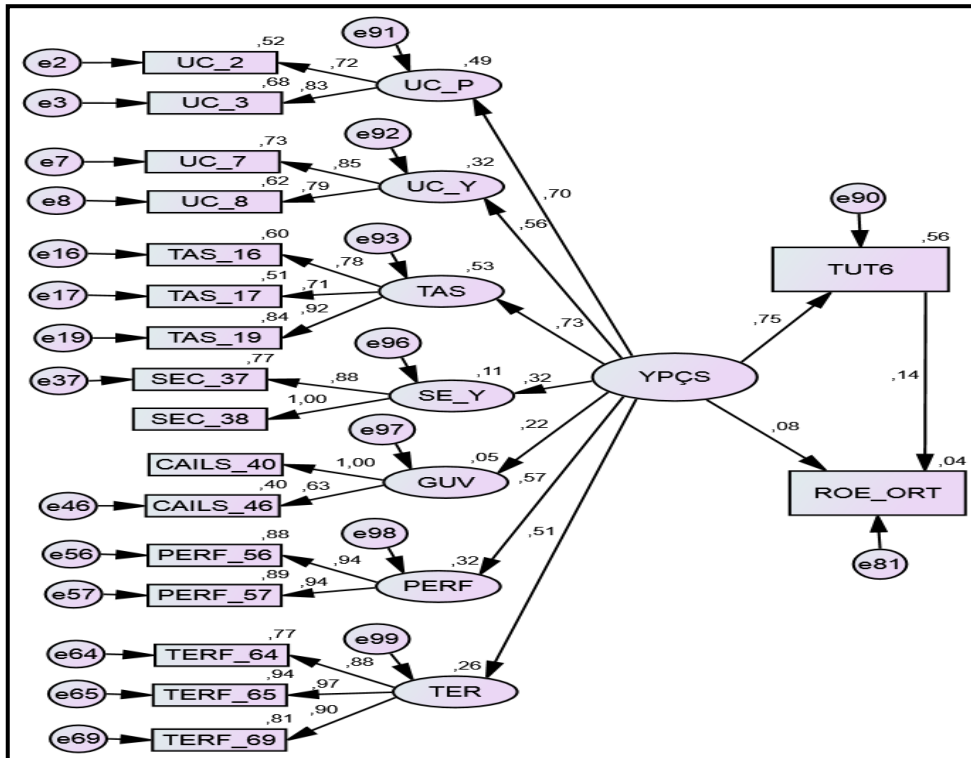 e91
,52
,49
e2
UC_2
,72
UC_P
,68
,83
e3
UC_3
e92
,73
,32
e7
UC_7
,85
UC_Y
,62
,79
e8
UC_8
,70
,56
e93
,60
,53
e16
TAS_16
,78
TAS
,51
,71
e17
TAS_17
,92
,84
e19
TAS_19
,73
e96
,77
,11
e37
SEC_37
,88
SE_Y
,32
1,00
SEC_38
e97
,22
CAILS_40
1,00
,05
GUV
,40
,63
e46
CAILS_46
,57
e98
,88
,32
e56
PERF_56
,94
PERF
,89
,94
e57
PERF_57
,51
e99
,77
,26
e64
TERF_64
,88
TER
,94
,97
e65
TERF_65
,90
,81
e69
TERF_69
YPÇS
e90
,56
TUT6
,75
,14
,08
,04
ROE_ORT
e81